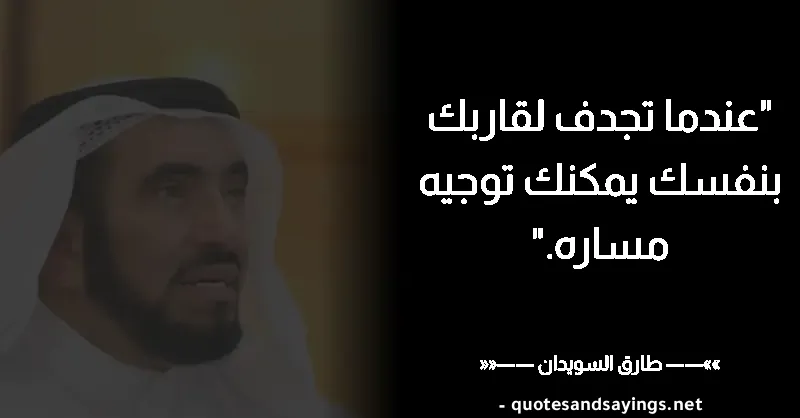 "عندما تجدف لقاربك
بنفسك يمكنك توجيه
مساره."
»»—— طارق السويدان ——««
- quotesandsayings.net